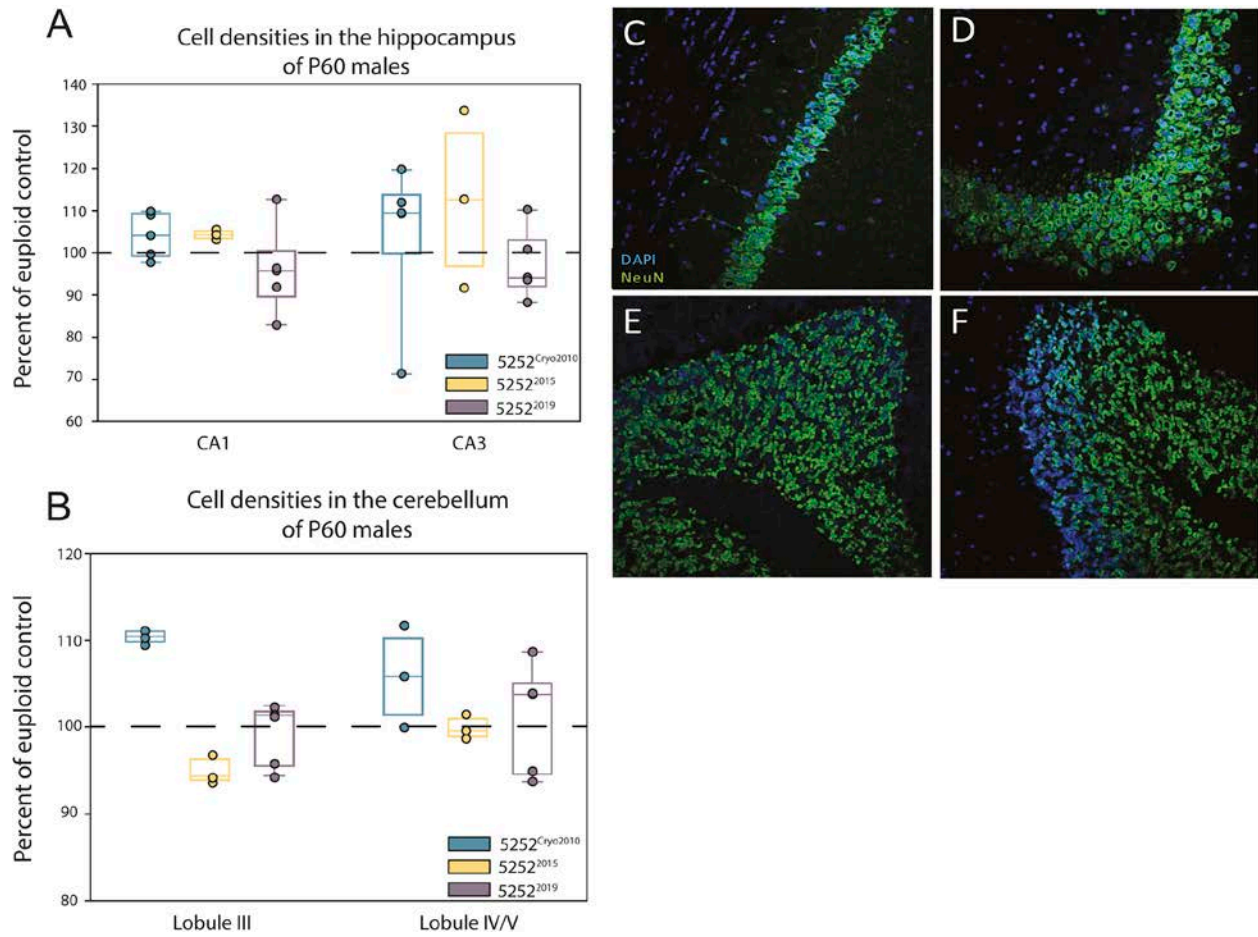 A
Cell densities in the hippocampus
of P60 males
Percent of euploid control
140
130
120
110
100
90
80
70
60
5252Cryo2010
52522015
52522019
CA1
CA3
B
Cell densities in the cerebellum
of P60 males
Percent of euploid control
120
110
100
90
80
5252Cryo2010
52522015
52522019
Lobule III
Lobule IV/V
C
DAPI
NeuN
D
E
F